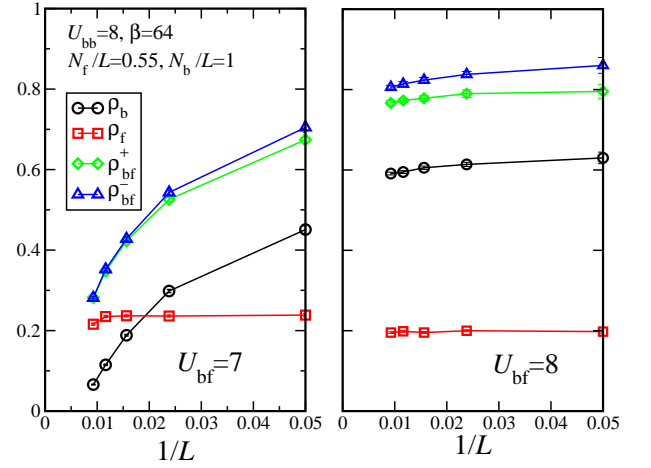 U_bb=8, β=64
N_f/L=0.55, N_b/L=1
ρ_b
ρ_f
ρ_bf^+
ρ_bf^-
U_bf=7
U_bf=8
1
0.8
0.6
0.4
0.2
0
0 0.01 0.02 0.03 0.04 0.05
0 0.01 0.02 0.03 0.04 0.05
1/L
1/L